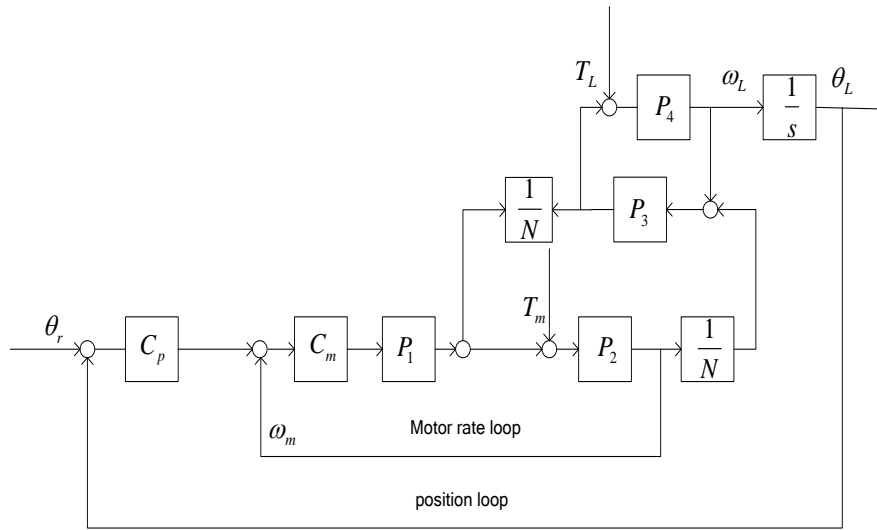 T_L
P_4
ω_L
1/s
θ_L
1/N
P_3
T_m
θ_r
C_p
C_m
P_1
P_2
1/N
ω_m
Motor rate loop
position loop